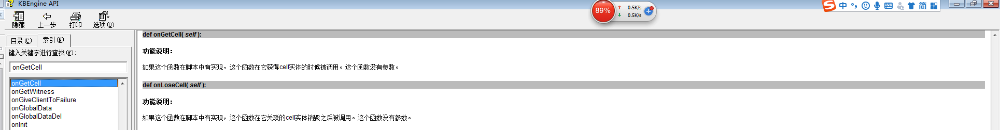 KBEngine API
89%
0.5K/s
0.5K/s
中
简
隐藏
上一步
打印
选项(O)
目录(C)
索引(N)
键入关键字进行查找(W):
onGetCell
onGetCell
onGetWitness
onGiveClientToFailure
onGlobalData
onGlobalDataDel
onInit
def onGetCell( self ):
功能说明：
如果这个函数在脚本中有实现，这个函数在它获得cell实体的时候被调用。这个函数没有参数。
def onLoseCell( self ):
功能说明：
如果这个函数在脚本中有实现，这个函数在它关联的cell实体销毁之后被调用。这个函数没有参数。